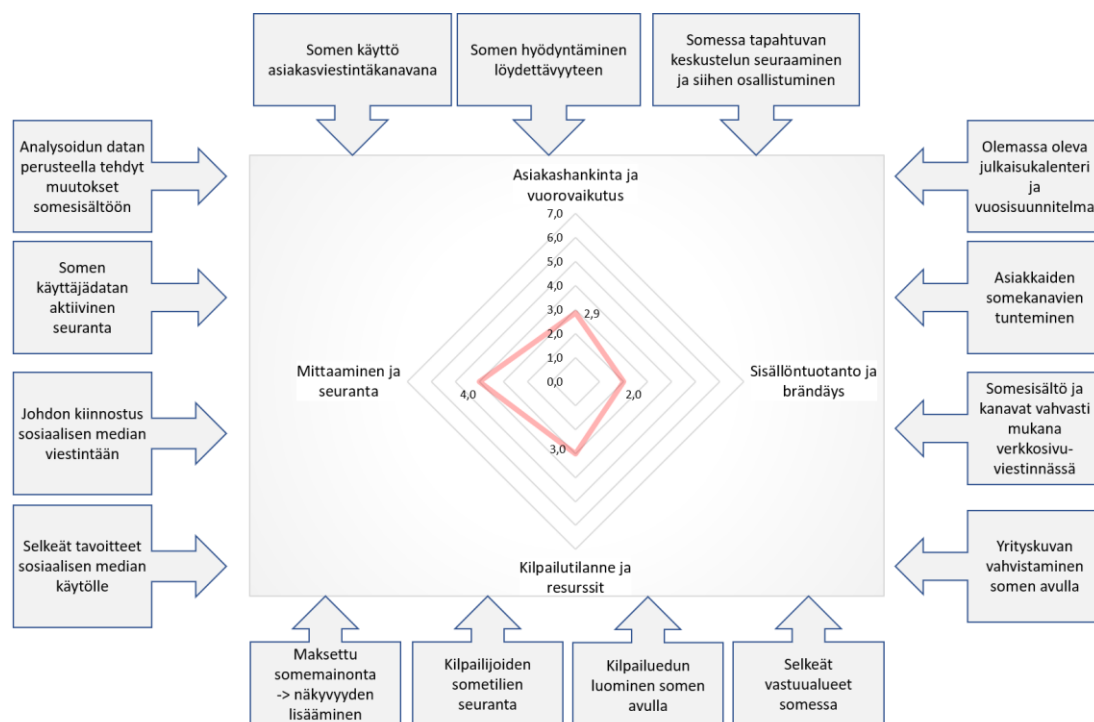 Somen käyttö
asiakasviestintäkanavana
Somen hyödyntäminen
löydettävyyteen
Somessa tapahtuvan
keskustelun seuraaminen
ja siihen osallistuminen
Analysoidun datan
perusteella tehdyt
muutokset
somesisältöön
Somen
käyttäjädatan
aktiivinen
seuranta
Johdon kiinnostus
sosiaalisen median
viestintään
Selkeät tavoitteet
sosiaalisen median
käytölle
Asiakashankinta ja
vuorovaikutus
7,0
6,0
5,0
4,0
3,0
2,0
1,0
0,0
2,9
2,0
3,0
4,0
Mittaaminen ja
seuranta
Sisällöntuotanto ja
brändäys
Kilpailutilanne ja
resurssit
Olemassa oleva
julkaisukalenteri
ja
vuosisuunnitelma
Asiakkaiden
somekanavien
tunteminen
Somesisältö ja
kanavat vahvasti
mukana
verkkosivu-
viestinnässä
Yrityskuvan
vahvistaminen
somen avulla
Maksettu
somemainonta
-> näkyvyyden
lisääminen
Kilpailijoiden
sometilien
seuranta
Kilpailuedun
luominen somen
avulla
Selkeät
vastuualueet
somessa